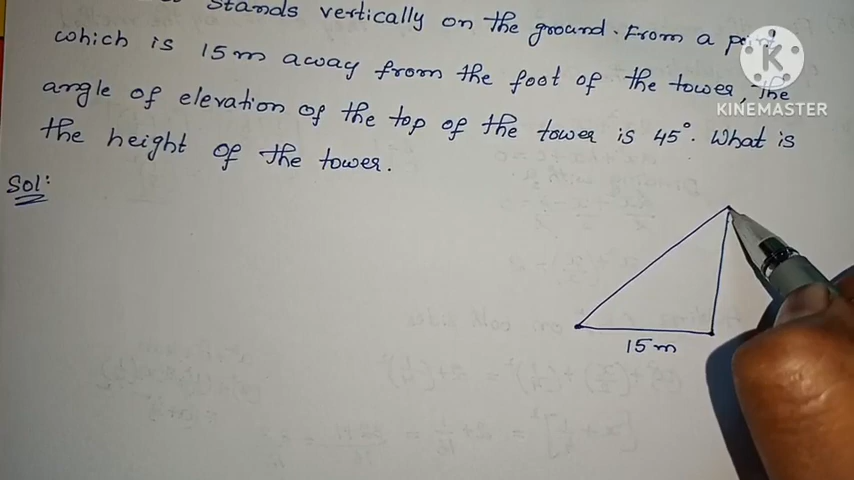 Stands vertically on the ground. From a point
which is 15m away from the foot of the tower, the
angle of elevation of the top of the tower is 45°. What is
the height of the tower.
Sol:
15m
K
KINEMASTER